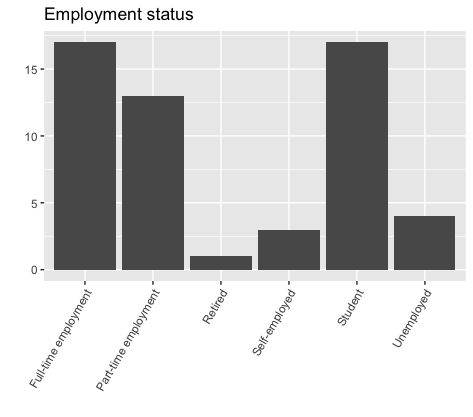 Employment status
15
10
5
0
Full-time employment
Part-time employment
Retired
Self-employed
Student
Unemployed